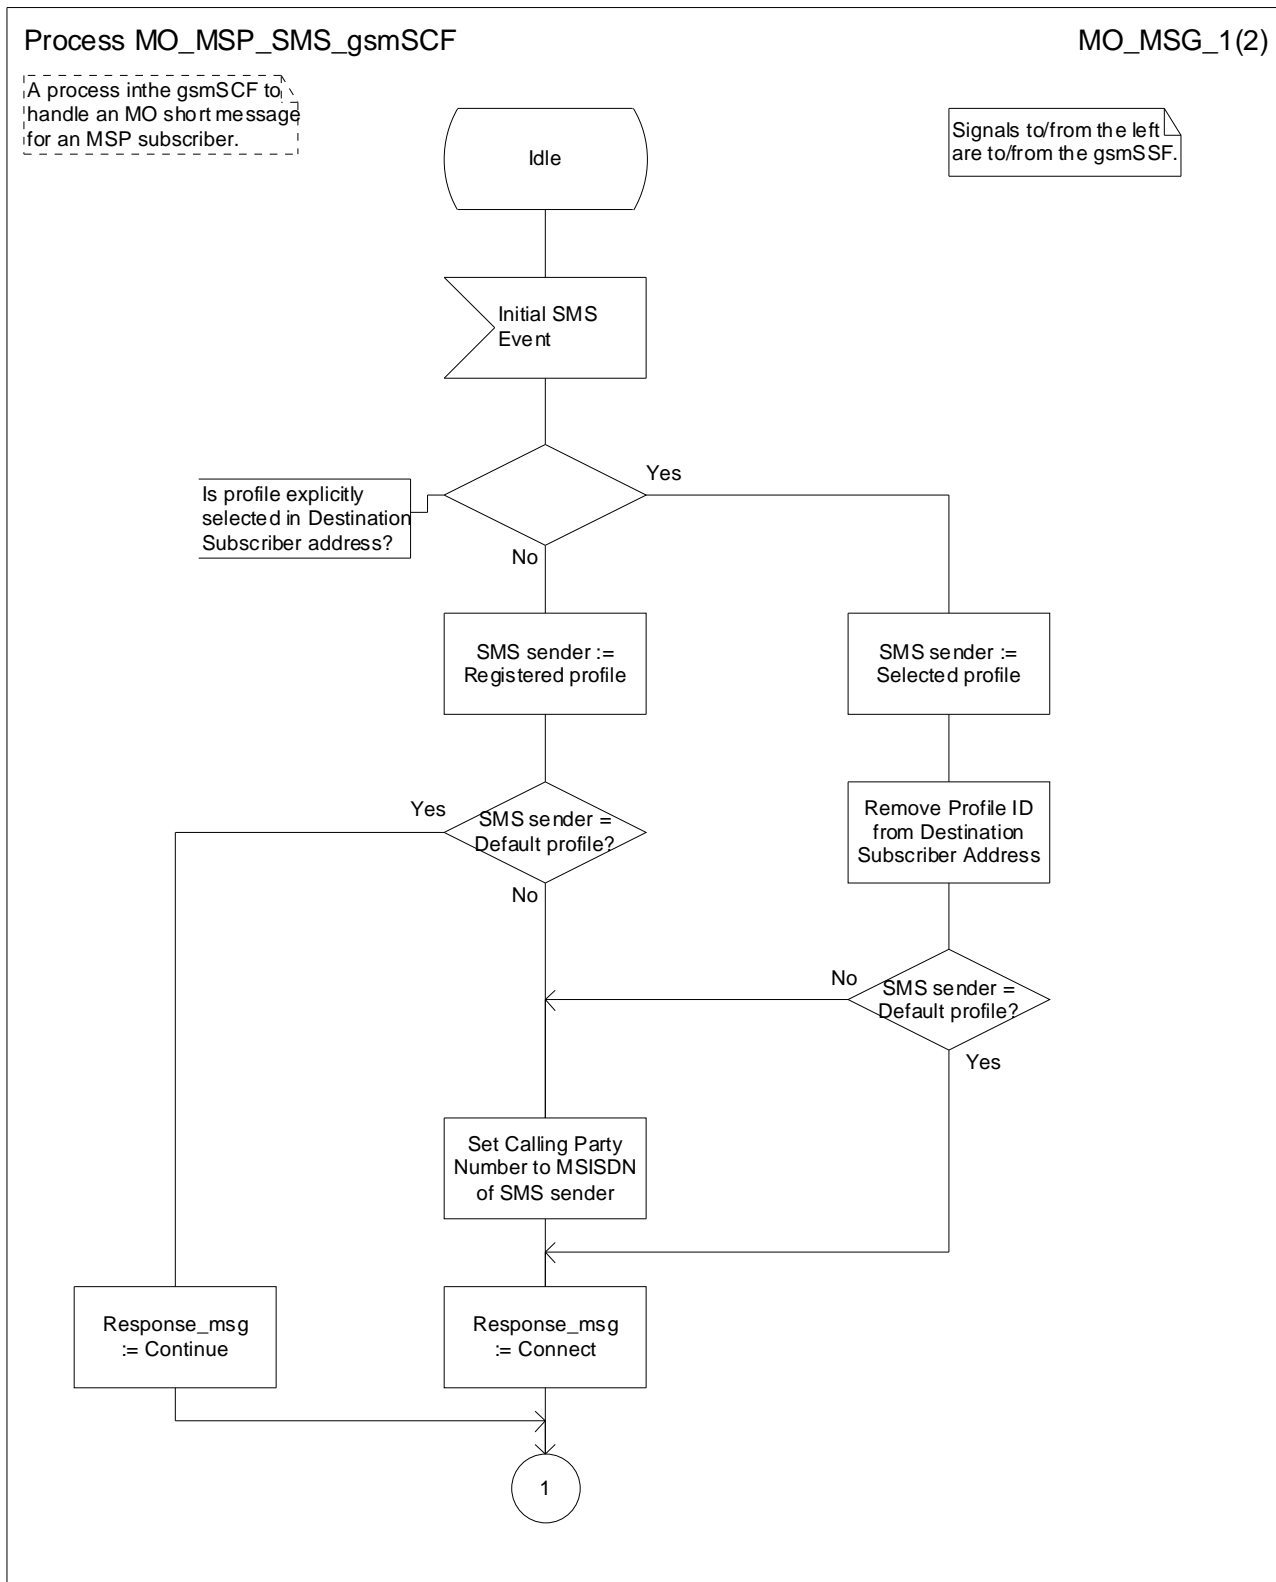 Process MO_MSP_SMS_gsmSCF
MO_MSG_1(2)
A process inthe gsmSCF to
handle an MO short message
for an MSP subscriber.
Signals to/from the left
are to/from the gsmSSF.
Idle
Initial SMS
Event
Is profile explicitly
selected in Destination
Subscriber address?
Yes
No
SMS sender :=
Registered profile
SMS sender :=
Selected profile
Yes
SMS sender =
Default profile?
No
Remove Profile ID
from Destination
Subscriber Address
No
SMS sender =
Default profile?
Yes
Set Calling Party
Number to MSISDN
of SMS sender
Response_msg
:= Continue
Response_msg
:= Connect
1